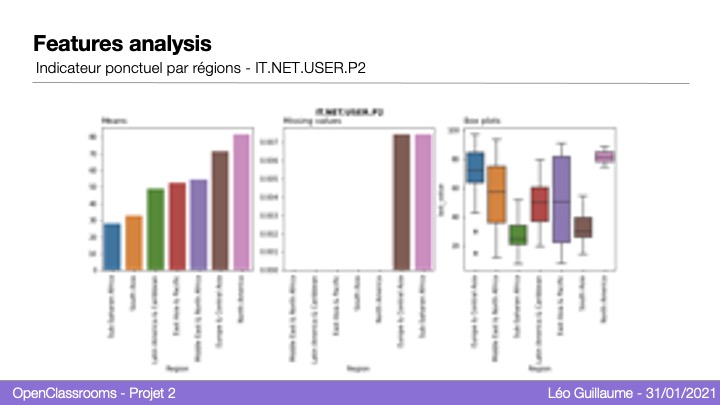 Features analysis
Indicateur ponctuel par régions - IT.NET.USER.P2
IT.NET.USER.P2
Means
Missing values
Box plots
80
70
60
50
40
30
20
10
0
0.007
0.006
0.005
0.004
0.003
0.002
0.001
0.000
100
80
60
40
20
Sub-Saharan Africa
South Asia
Latin America & Caribbean
East Asia & Pacific
Middle East & North Africa
Europe & Central Asia
North America
Region
Middle East & North Africa
Latin America & Caribbean
East Asia & Pacific
South Asia
North America
Europe & Central Asia
Region
Europe & Central Asia
Middle East & North Africa
Sub-Saharan Africa
Latin America & Caribbean
East Asia & Pacific
South Asia
North America
Region
OpenClassrooms - Projet 2
Léo Guillaume - 31/01/2021